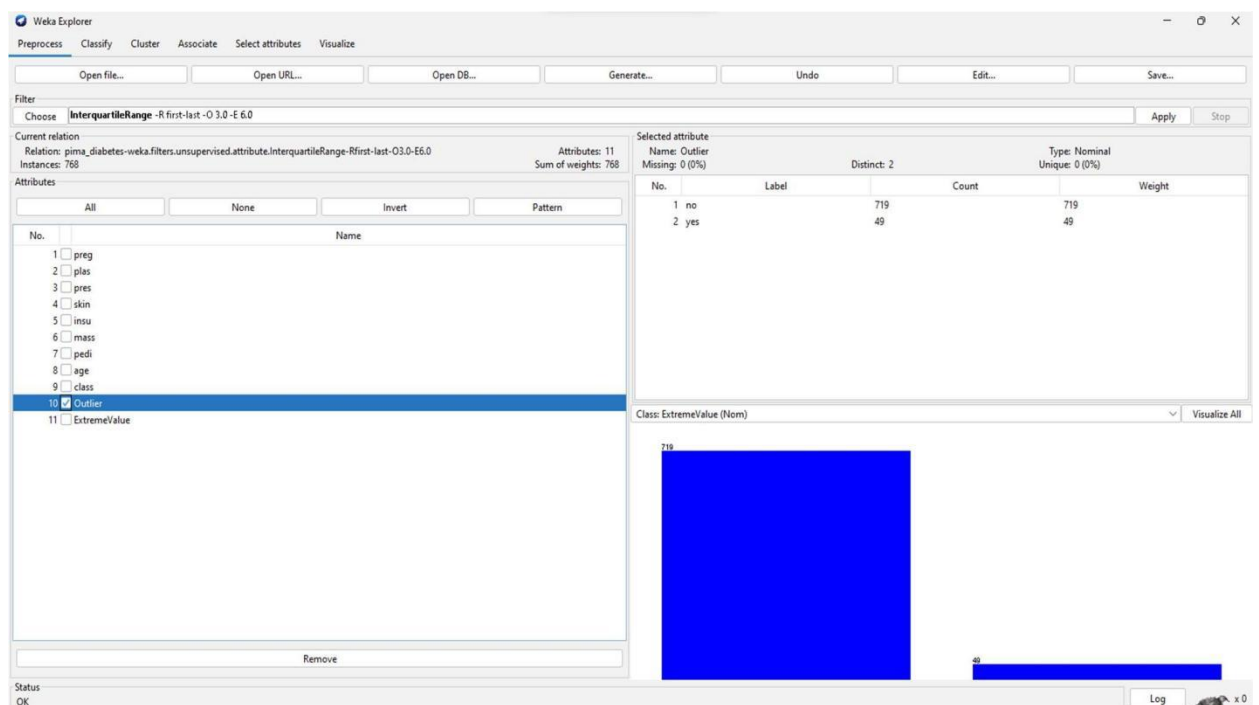 Weka Explorer
Preprocess Classify Cluster Associate Select attributes Visualize
Open file... Open URL... Open DB... Generate... Undo Edit... Save...
Filter
Choose InterquartileRange -R first-last -O 3.0 -E 6.0 Apply Stop
Current relation
Relation: pima_diabetes-weka.filters.unsupervised.attribute.InterquartileRange-Rfirst-last-O3.0-E6.0 Attributes: 11
Instances: 768 Sum of weights: 768
Attributes
All None Invert Pattern
No. Name
1 preg
2 plas
3 pres
4 skin
5 insu
6 mass
7 pedi
8 age
9 class
10 Outlier
11 ExtremeValue
Remove
Selected attribute
Name: Outlier Type: Nominal
Missing: 0 (0%) Distinct: 2 Unique: 0 (0%)
No. Label Count Weight
1 no 719 719
2 yes 49 49
Class: ExtremeValue (Nom) Visualize All
719
49
Status
OK
Log x 0